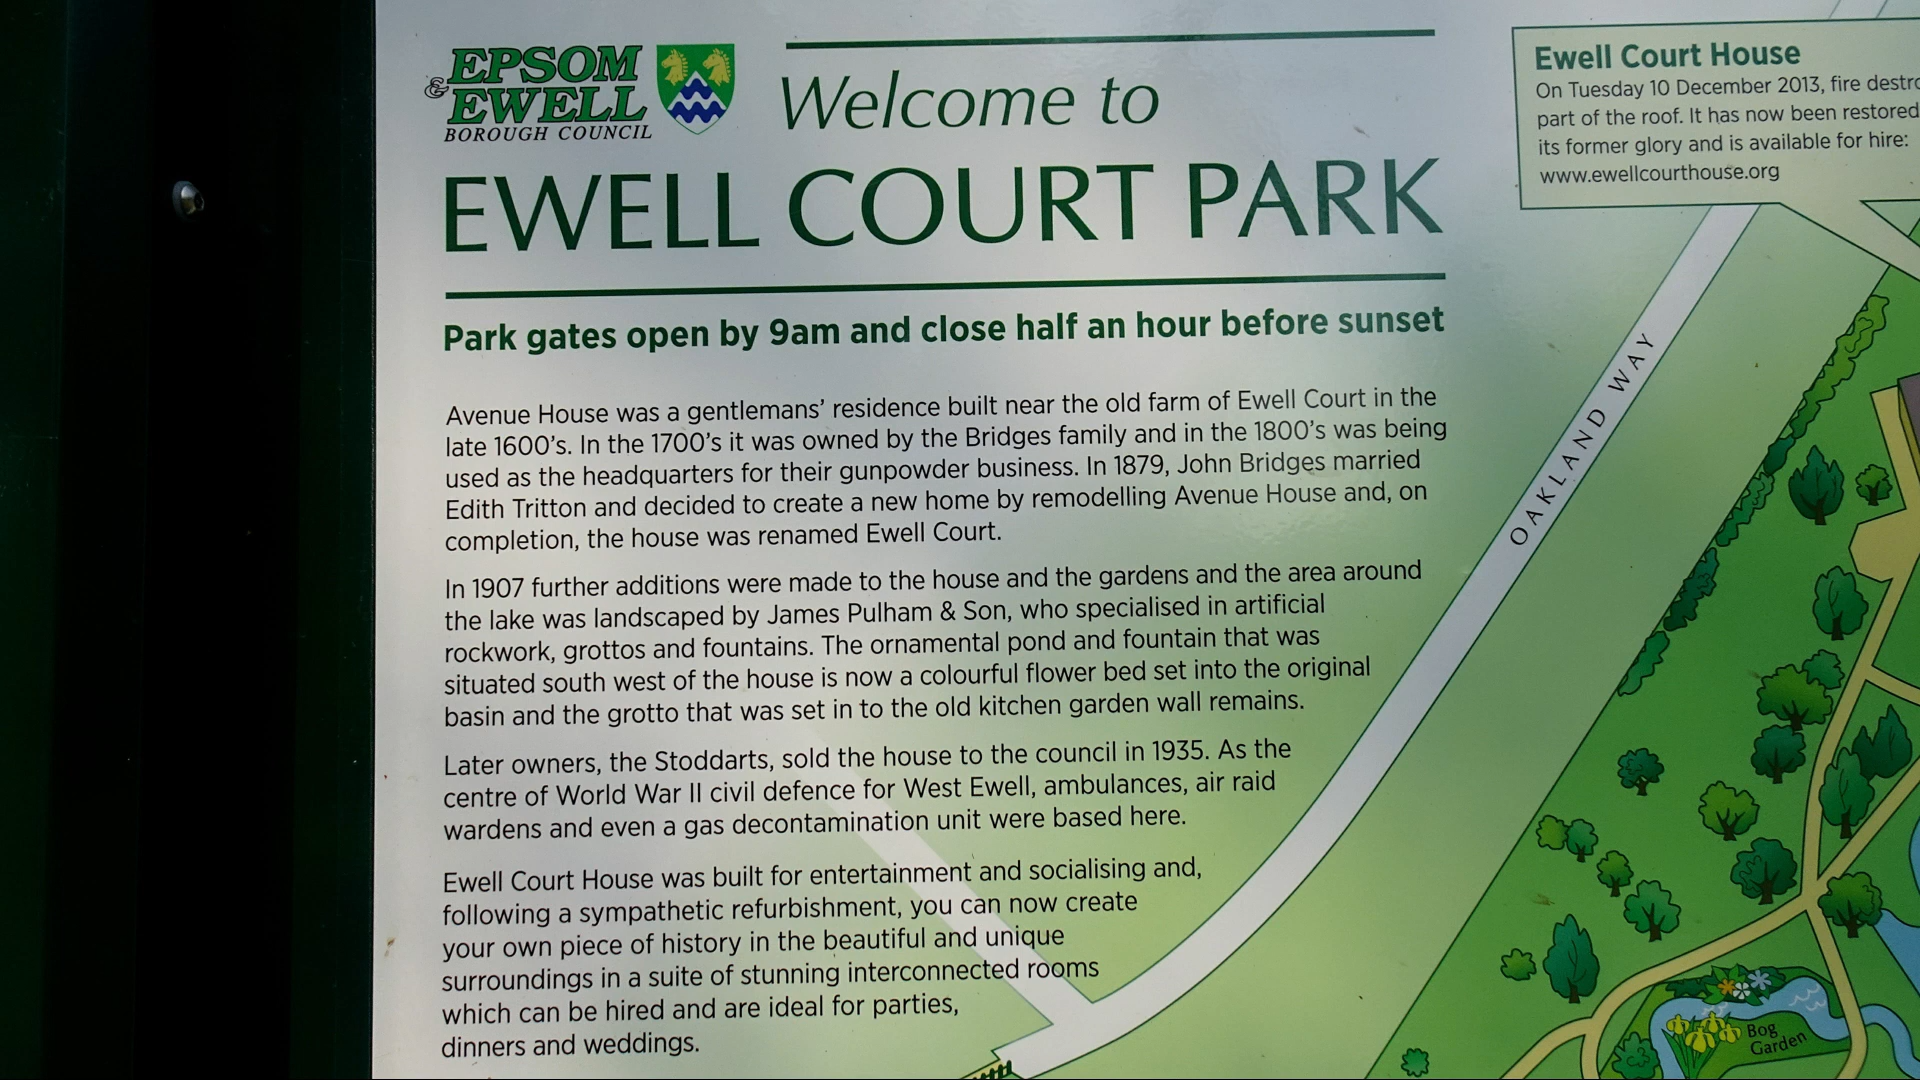 EPSOM
& EWELL
BOROUGH COUNCIL
Welcome to
EWELL COURT PARK
Park gates open by 9am and close half an hour before sunset
Avenue House was a gentlemans' residence built near the old farm of Ewell Court in the
late 1600's. In the 1700's it was owned by the Bridges family and in the 1800's was being
used as the headquarters for their gunpowder business. In 1879, John Bridges married
Edith Tritton and decided to create a new home by remodelling Avenue House and, on
completion, the house was renamed Ewell Court.
In 1907 further additions were made to the house and the gardens and the area around
the lake was landscaped by James Pulham & Son, who specialised in artificial
rockwork, grottos and fountains. The ornamental pond and fountain that was
situated south west of the house is now a colourful flower bed set into the original
basin and the grotto that was set in to the old kitchen garden wall remains.
Later owners, the Stoddarts, sold the house to the council in 1935. As the
centre of World War II civil defence for West Ewell, ambulances, air raid
wardens and even a gas decontamination unit were based here.
Ewell Court House was built for entertainment and socialising and,
following a sympathetic refurbishment, you can now create
your own piece of history in the beautiful and unique
surroundings in a suite of stunning interconnected rooms
which can be hired and are ideal for parties,
dinners and weddings.
Ewell Court House
On Tuesday 10 December 2013, fire
part of the roof. It has now been restored
its former glory and is available for hire:
www.ewellcourthouse.org
OAKLAND WAY
Bog
Garden